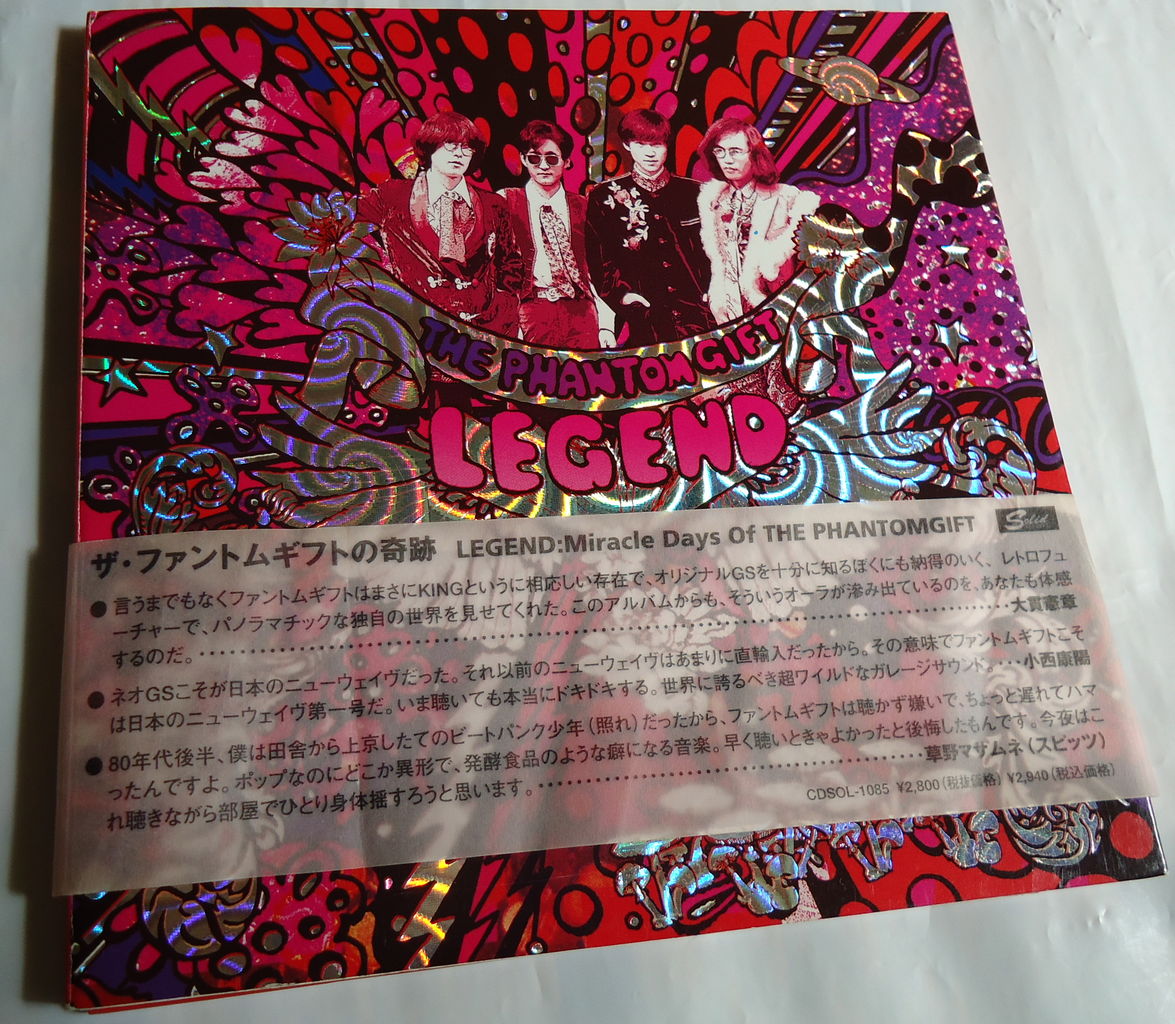 THE PHANTOM GIFT
LEGEND
ザ・ファントムギフトの奇跡 LEGEND:Miracle Days Of THE PHANTOMGIFT Solid
●言うまでもなくファントムギフトはまさにKINGというに相応しい存在で、オリジナルGSを十分に知るぼくにも納得のいく、レトロフュ
ーチャーで、パノラマチックな独自の世界を見せてくれた。このアルバムからも、そういうオーラが滲み出ているのを、あなたも体感
するのだ。……大貫憲章
●ネオGSこそが日本のニューウェイヴだった。それ以前のニューウェイヴはあまりに直輸入だったから。その意味でファントムギフトこそ
は日本のニューウェイヴ第一号だ。いま聴いても本当にドキドキする。世界に誇るべき超ワイルドなガレージサウンド。…小西康陽
●80年代後半、僕は田舎から上京したてのビートパンク少年（照れ）だったから、ファントムギフトは聴かず嫌いで、ちょっと遅れてハマ
ったんですよ。ポップなのにどこか異形で、発酵食品のような癖になる音楽。早く聴いときゃよかったと後悔したもんです。今夜はこ
れ聴きながら部屋でひとり身体揺すろうと思います。……草野マサムネ（スピッツ）
CDSOL-1085 ¥2,800（税抜価格）¥2,940（税込価格）